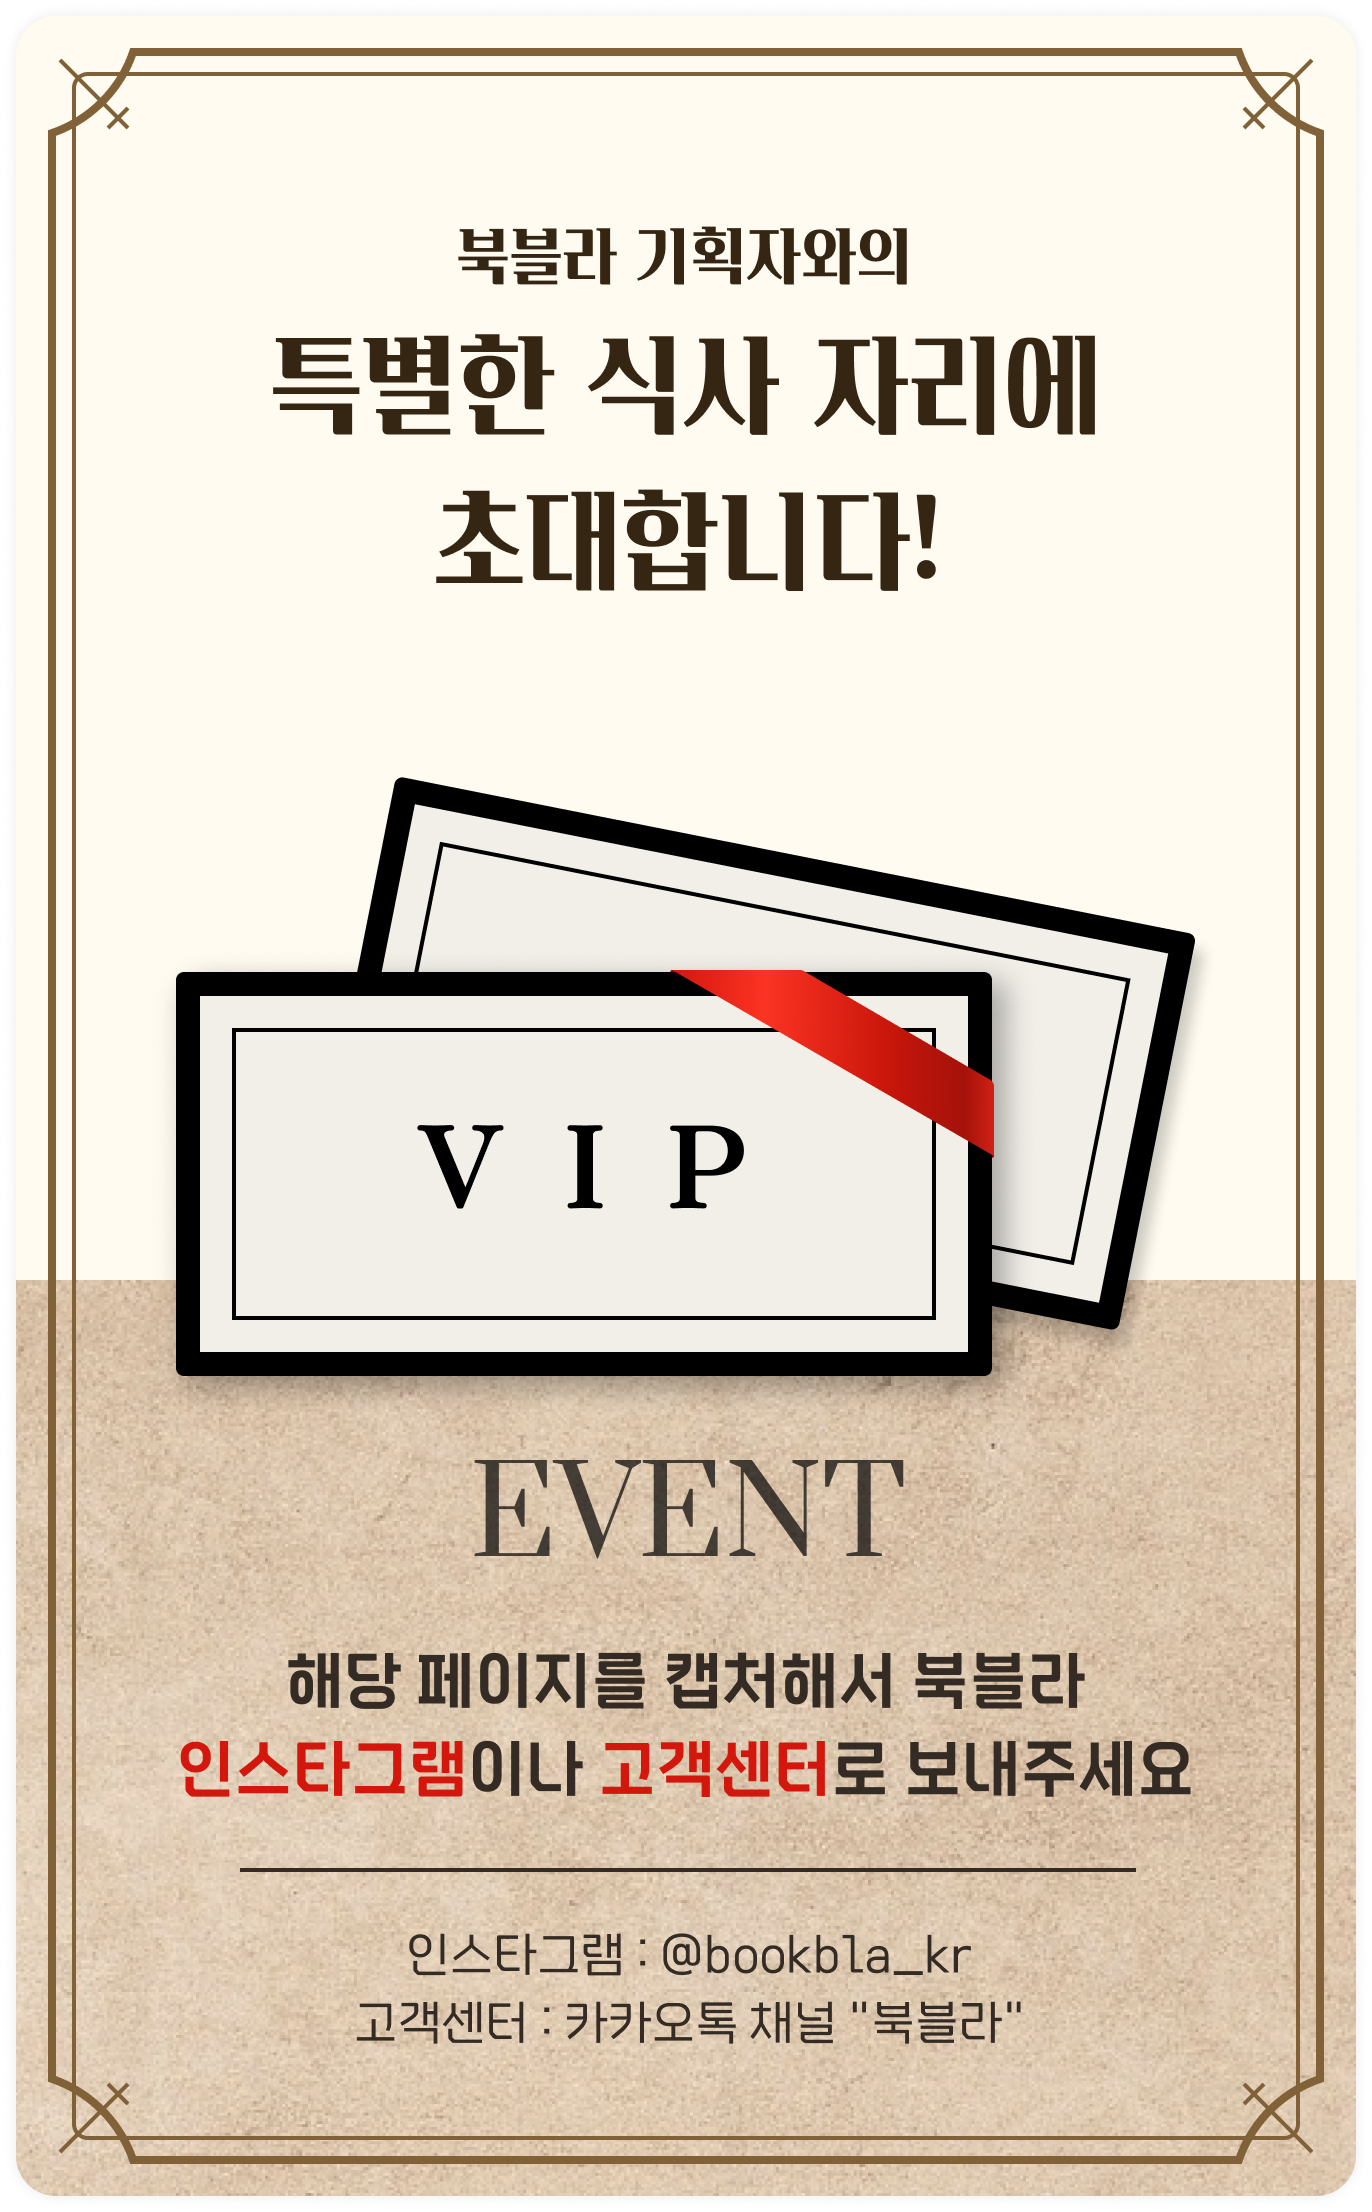 북블라 기획자와의
특별한 식사 자리에
초대합니다!
VIP
EVENT
해당 페이지를 캡처해서 북블라
인스타그램이나 고객센터로 보내주세요
인스타그램 : @bookbla_kr
고객센터 : 카카오톡 채널 "북블라"